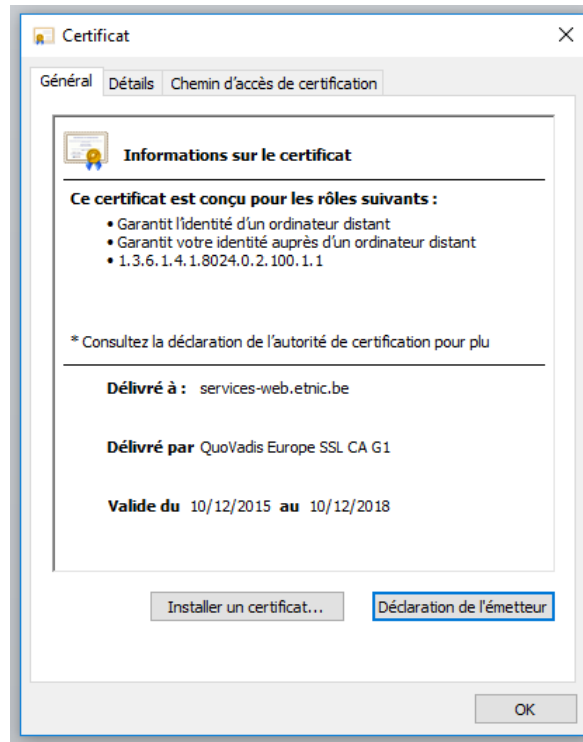 Certificat
Général Détails Chemin d'accès de certification
Informations sur le certificat
Ce certificat est conçu pour les rôles suivants :
• Garantit l'identité d'un ordinateur distant
• Garantit votre identité auprès d'un ordinateur distant
• 1.3.6.1.4.1.8024.0.2.100.1.1
* Consultez la déclaration de l'autorité de certification pour plu
Délivré à : services-web.etnic.be
Délivré par QuoVadis Europe SSL CA G1
Valide du 10/12/2015 au 10/12/2018
Installer un certificat... Déclaration de l'émetteur
OK